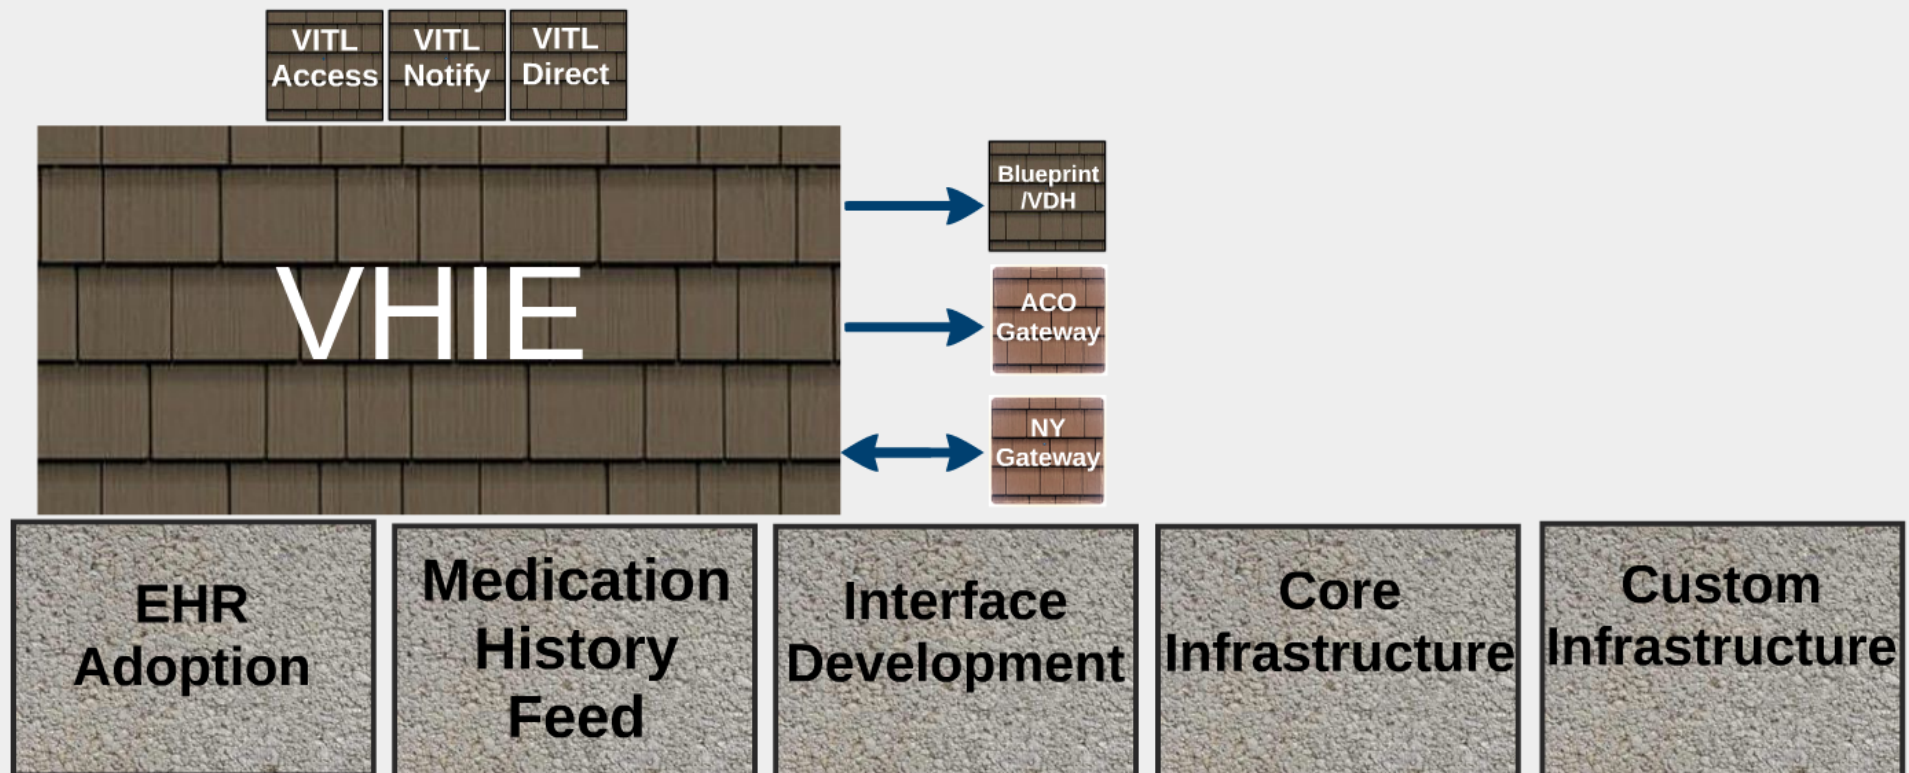 VITL
Access
VITL
Notify
VITL
Direct
VHIE
Blueprint
/VDH
ACO
Gateway
NY
Gateway
EHR
Adoption
Medication
History
Feed
Interface
Development
Core
Infrastructure
Custom
Infrastructure